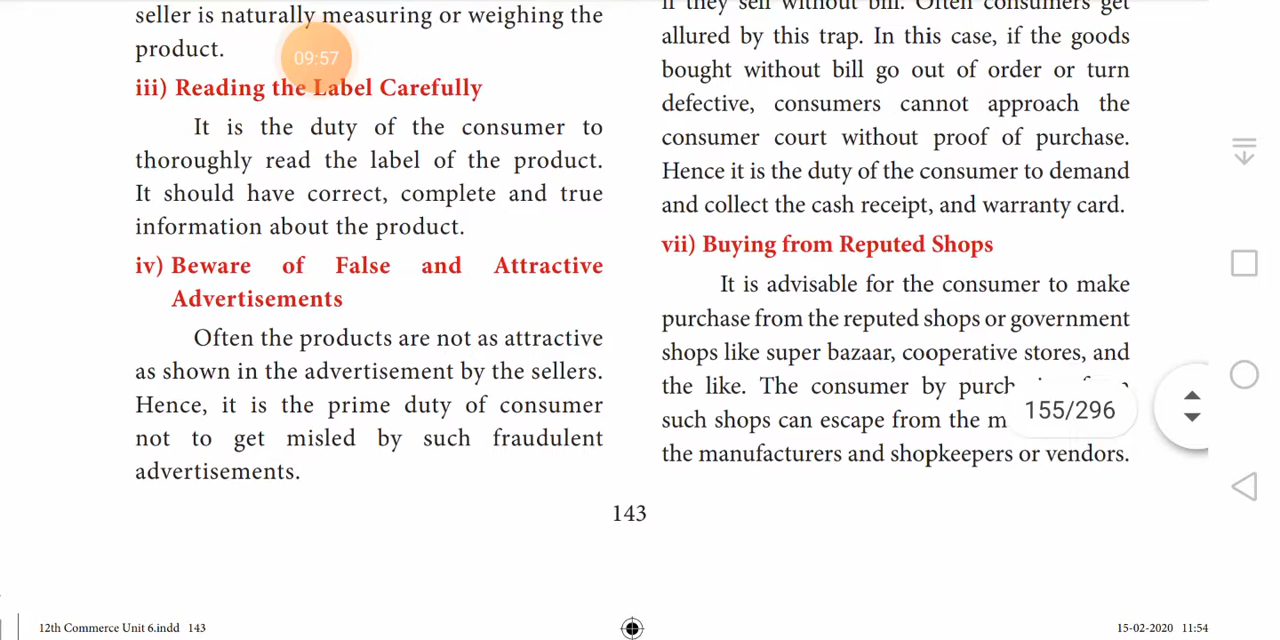 seller is naturally measuring or weighing the
product.
iii) Reading the Label Carefully
It is the duty of the consumer to
thoroughly read the label of the product.
It should have correct, complete and true
information about the product.
iv) Beware of False and Attractive
Advertisements
Often the products are not as attractive
as shown in the advertisement by the sellers.
Hence, it is the prime duty of consumer
not to get misled by such fraudulent
advertisements.
if they sell without bill. Often consumers get
allured by this trap. In this case, if the goods
bought without bill go out of order or turn
defective, consumers cannot approach the
consumer court without proof of purchase.
Hence it is the duty of the consumer to demand
and collect the cash receipt, and warranty card.
vii) Buying from Reputed Shops
It is advisable for the consumer to make
purchase from the reputed shops or government
shops like super bazaar, cooperative stores, and
the like. The consumer by
such shops can escape from the
the manufacturers and shopkeepers or vendors.
09:57
155/296
143
12th Commerce Unit 6.indd 143
15-02-2020 11:54